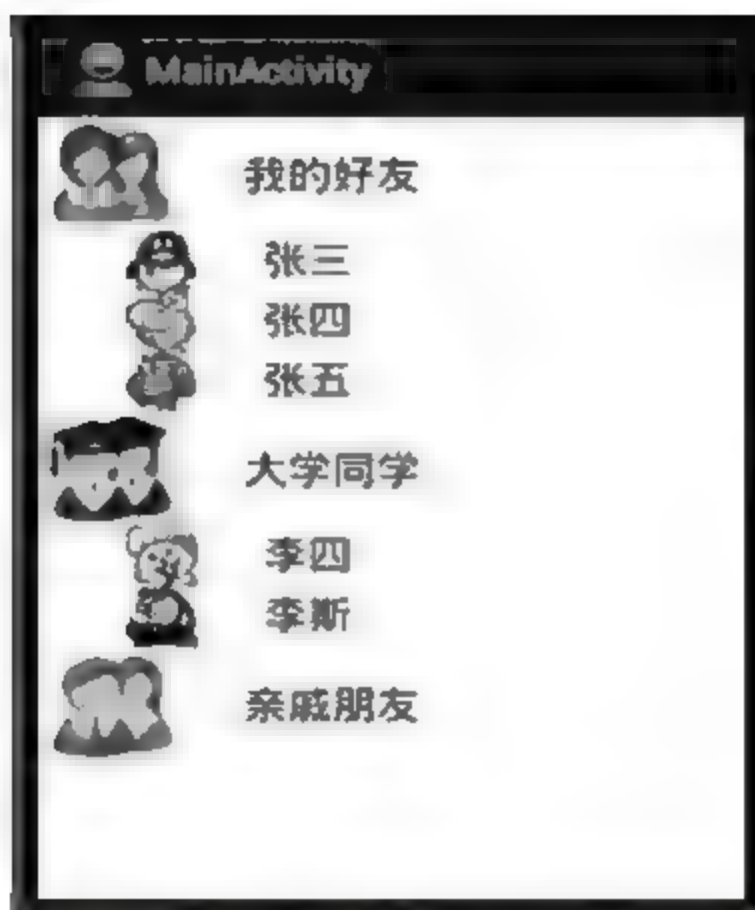 MainActivity
我的好友
张三
张四
张五
大学同学
李四
李斯
亲戚朋友